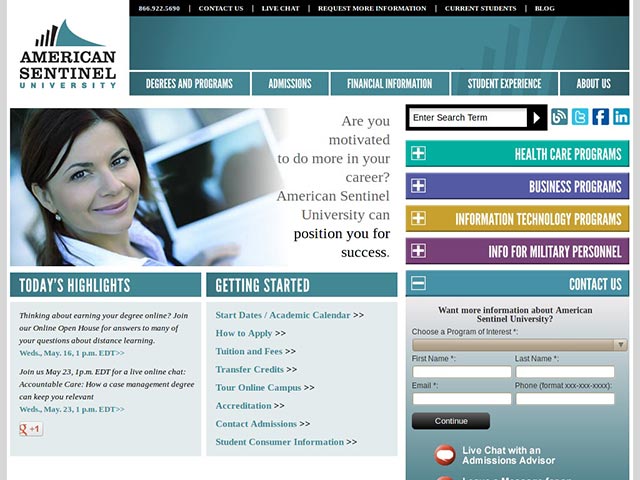 866.922.5690 | CONTACT US | LIVE CHAT | REQUEST MORE INFORMATION | CURRENT STUDENTS | BLOG
AMERICAN
SENTINEL
UNIVERSITY
DEGREES AND PROGRAMS
ADMISSIONS
FINANCIAL INFORMATION
STUDENT EXPERIENCE
ABOUT US
Are you
motivated
to do more in your
career?
American Sentinel
University can
position you for
success.
Enter Search Term
HEALTH CARE PROGRAMS
BUSINESS PROGRAMS
INFORMATION TECHNOLOGY PROGRAMS
INFO FOR MILITARY PERSONNEL
CONTACT US
TODAY'S HIGHLIGHTS
Thinking about earning your degree online? Join
our Online Open House for answers to many of
your questions about distance learning.
Weds., May. 16, 1 p.m. EDT>>
Join us May 23, 1p.m. EDT for a live online chat:
Accountable Care: How a case management degree
can keep you relevant
Weds., May. 23, 1 p.m. EDT>>
g +1
GETTING STARTED
Start Dates / Academic Calendar >>
How to Apply >>
Tuition and Fees >>
Transfer Credits >>
Tour Online Campus >>
Accreditation >>
Contact Admissions >>
Student Consumer Information >>
Want more information about American
Sentinel University?
Choose a Program of Interest *:
First Name *:
Last Name *:
Email *:
Phone (format xxx-xxx-xxxx):
Continue
Live Chat with an
Admissions Advisor
Leave a Message for an